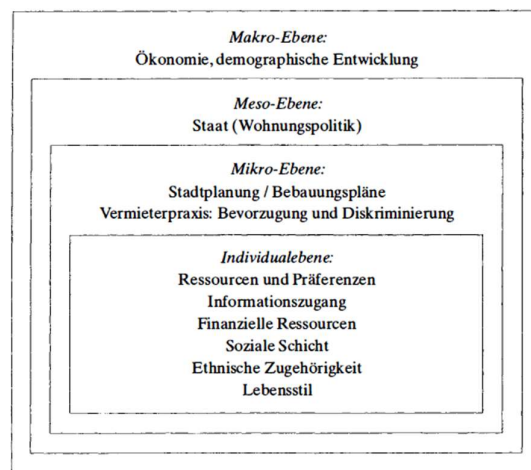 Makro-Ebene:
Ökonomie, demographische Entwicklung
Meso-Ebene:
Staat (Wohnungspolitik)
Mikro-Ebene:
Stadtplanung / Bebauungspläne
Vermieterpraxis: Bevorzugung und Diskriminierung
Individualebene:
Ressourcen und Präferenzen
Informationszugang
Finanzielle Ressourcen
Soziale Schicht
Ethnische Zugehörigkeit
Lebensstil